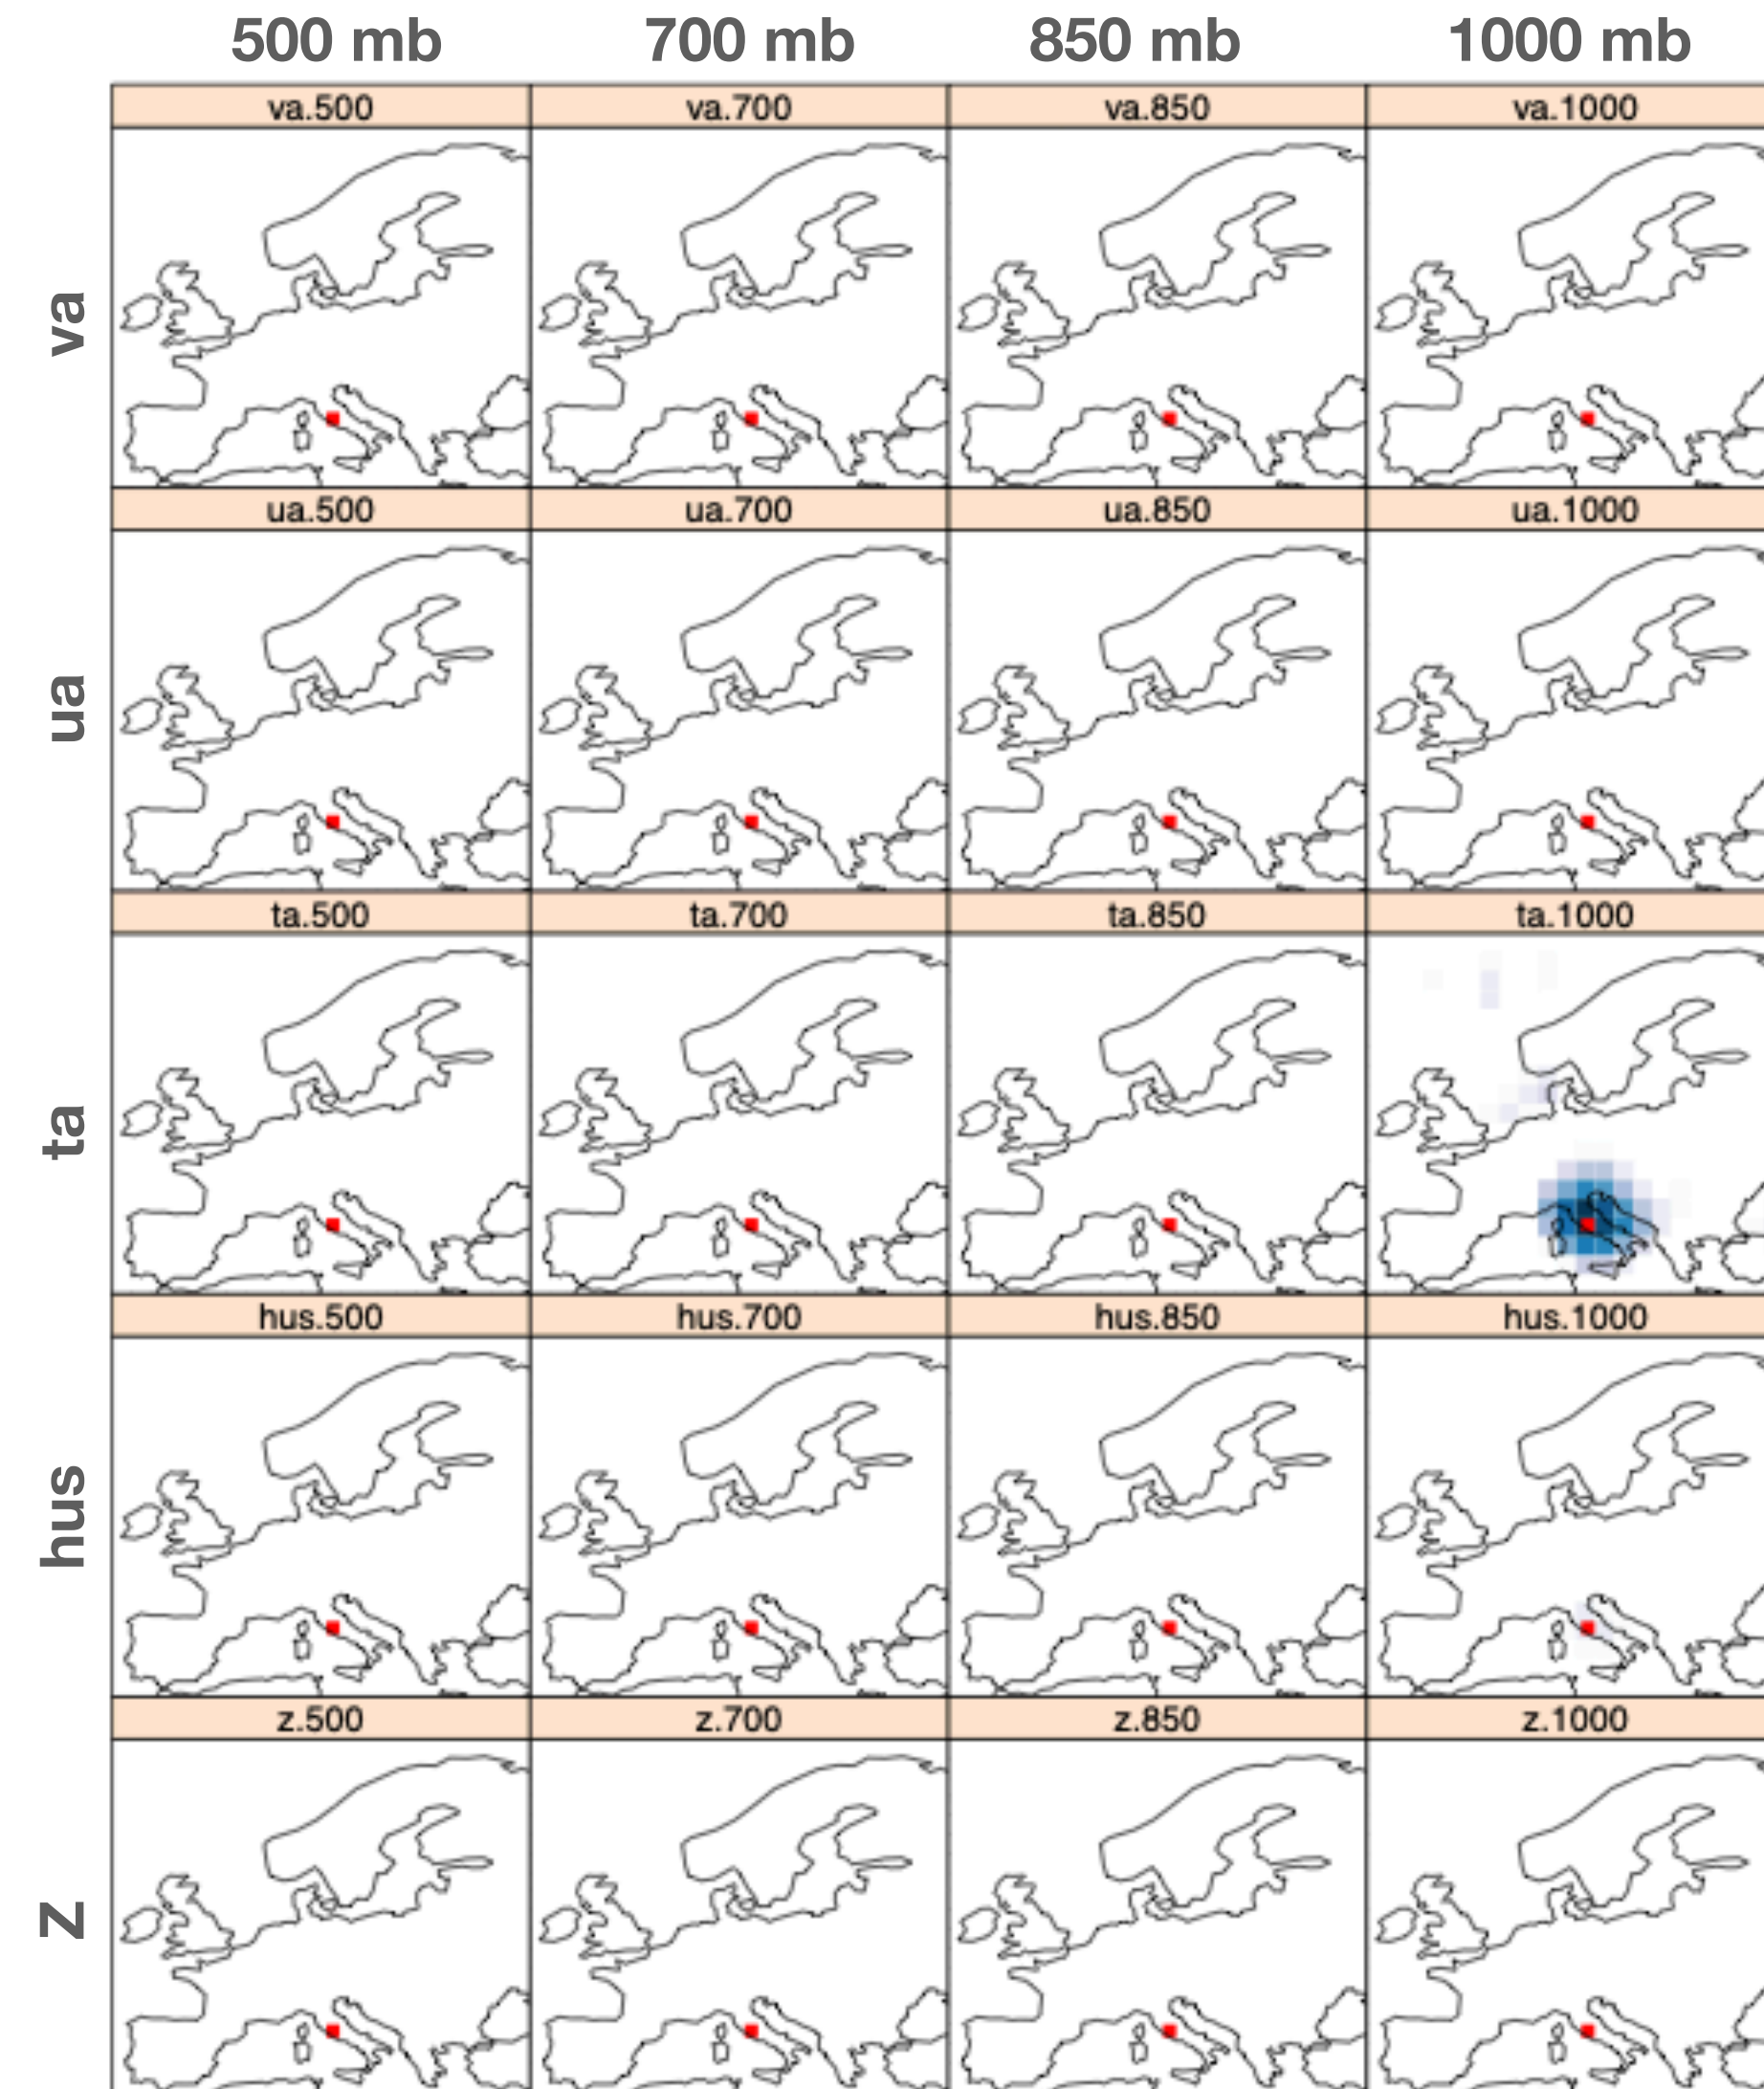 500 mb 700 mb 850 mb 1000 mb
va.500 va.700 va.850 va.1000
va
ua.500 ua.700 ua.850 ua.1000
ua
ta.500 ta.700 ta.850 ta.1000
ta
hus.500 hus.700 hus.850 hus.1000
hus
z.500 z.700 z.850 z.1000
z